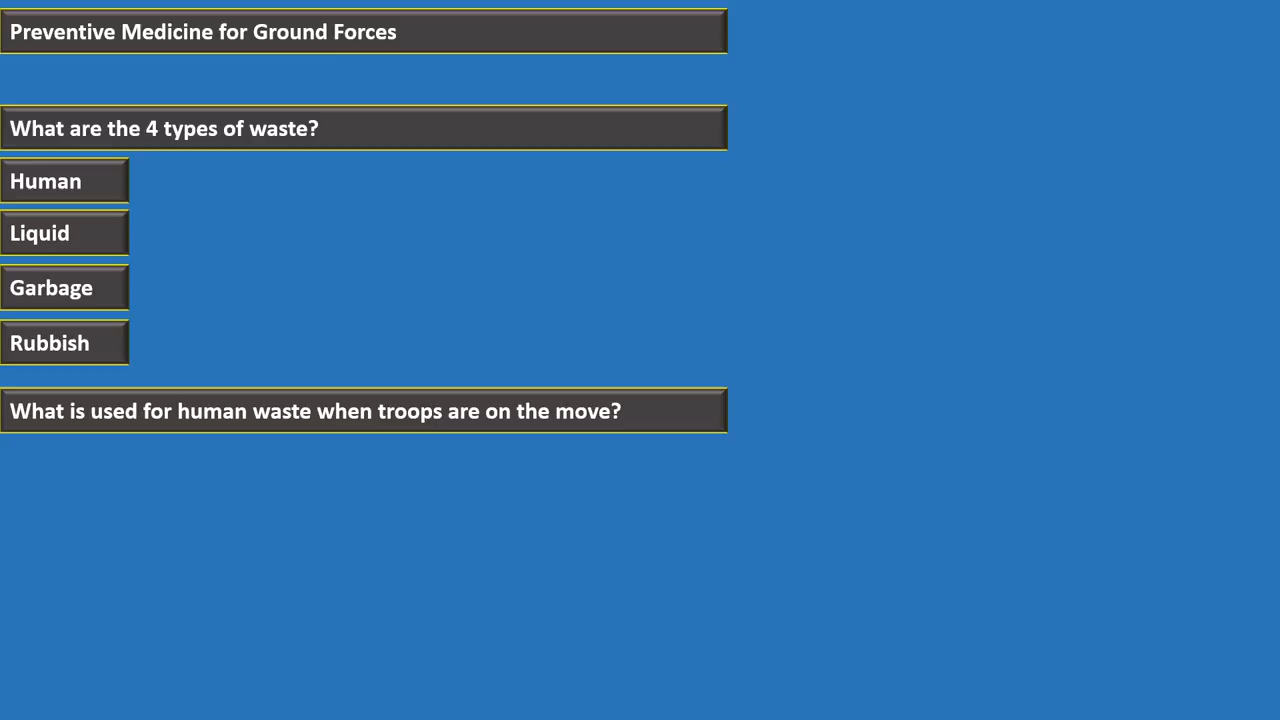 Preventive Medicine for Ground Forces
What are the 4 types of waste?
Human
Liquid
Garbage
Rubbish
What is used for human waste when troops are on the move?